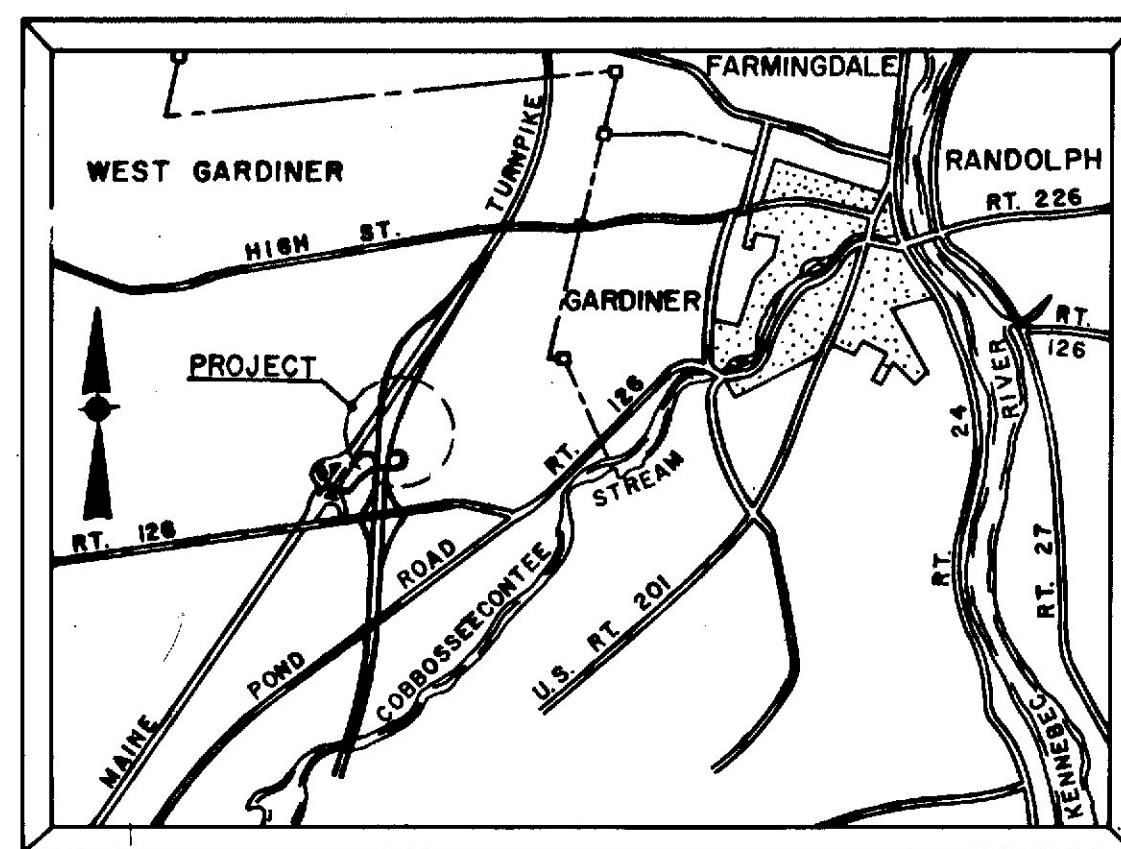 FARMINGDALE
WEST GARDINER
TURNPIKE
RANDOLPH
RT. 226
HIGH ST.
GARDINER
RT.
126
PROJECT
RT. 126
RIVER
24
RT.
STREAM
RT. 126
ROAD
RT. 27
COBBOSSEECONTEE
U.S. RT. 201
POND
MAINE
KENNEBEC